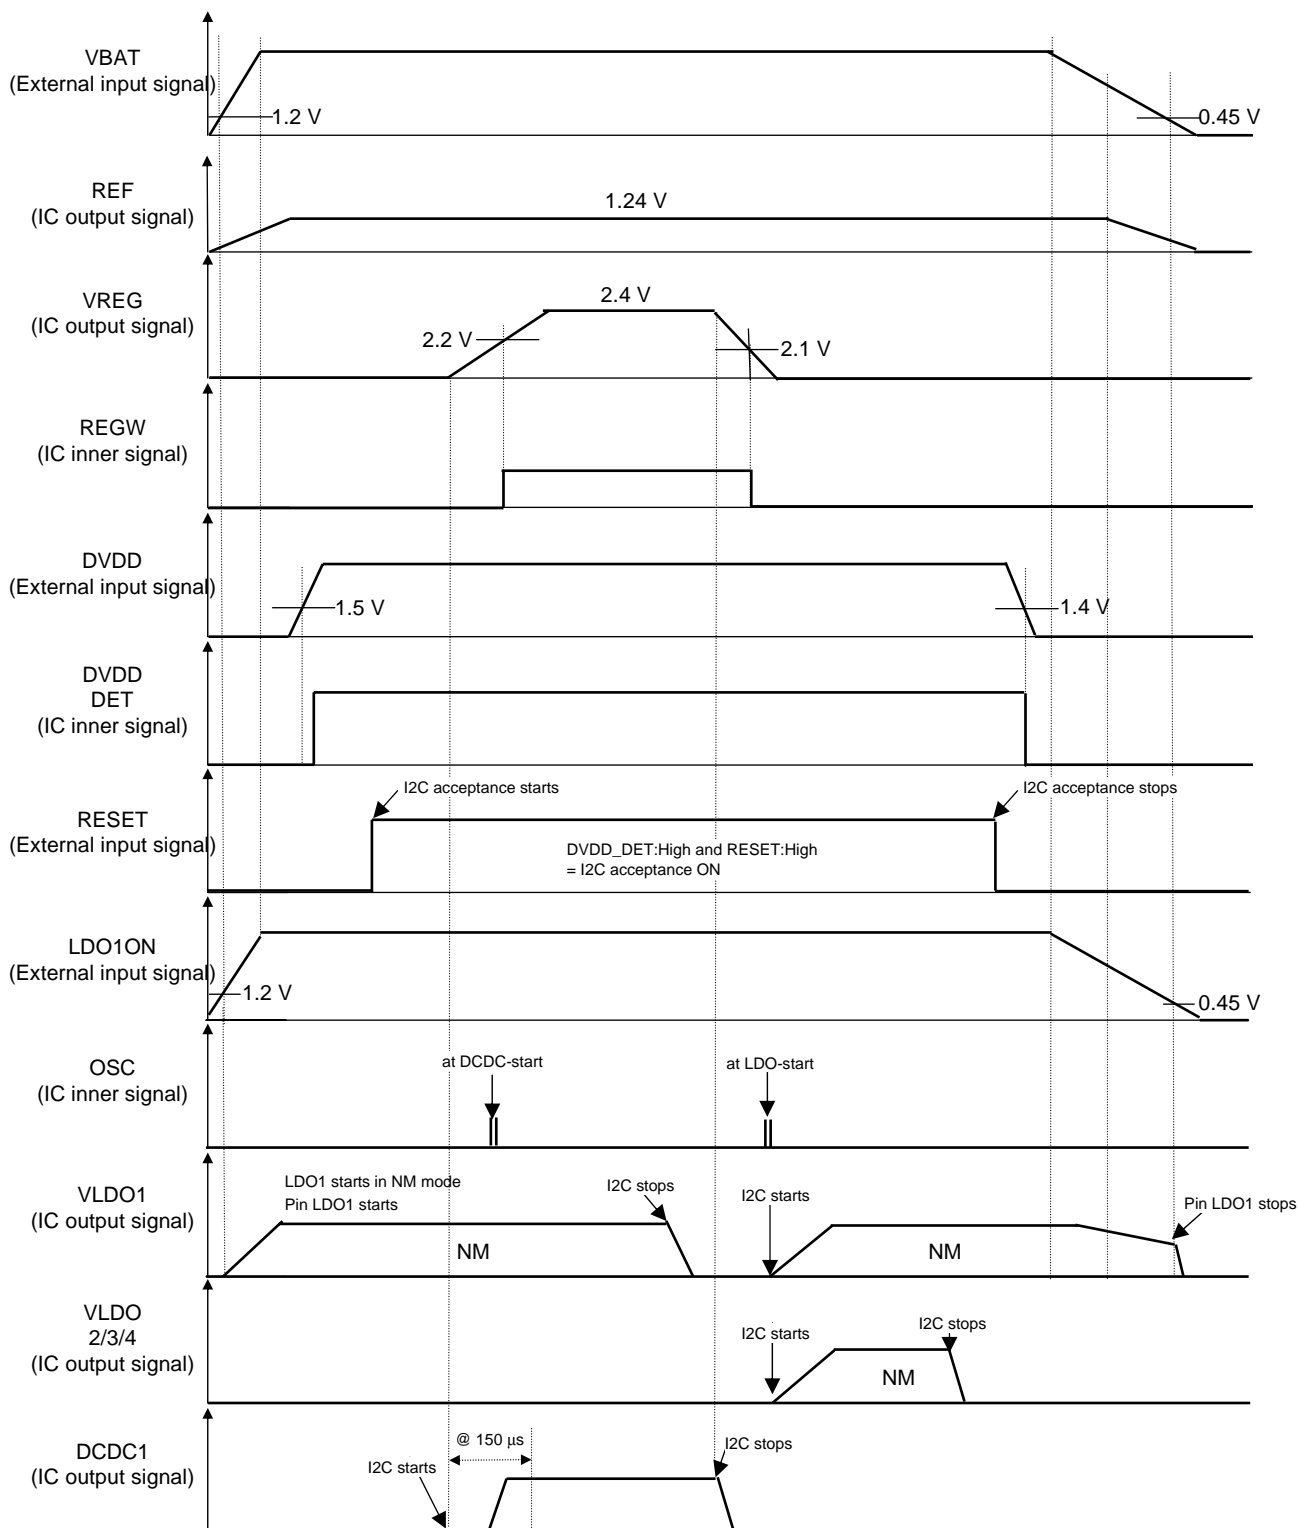 VBAT
(External input signal)
1.2 V
0.45 V
REF
(IC output signal)
1.24 V
VREG
(IC output signal)
2.4 V
2.2 V
2.1 V
REGW
(IC inner signal)
DVDD
(External input signal)
1.5 V
1.4 V
DVDD
DET
(IC inner signal)
RESET
(External input signal)
I2C acceptance starts
I2C acceptance stops
DVDD_DET:High and RESET:High
= I2C acceptance ON
LDO1ON
(External input signal)
1.2 V
0.45 V
OSC
(IC inner signal)
at DCDC-start
at LDO-start
VLDO1
(IC output signal)
LDO1 starts in NM mode
Pin LDO1 starts
I2C stops
I2C starts
Pin LDO1 stops
NM
NM
VLDO
2/3/4
(IC output signal)
I2C starts
I2C stops
NM
DCDC1
(IC output signal)
@ 150 μs
I2C starts
I2C stops